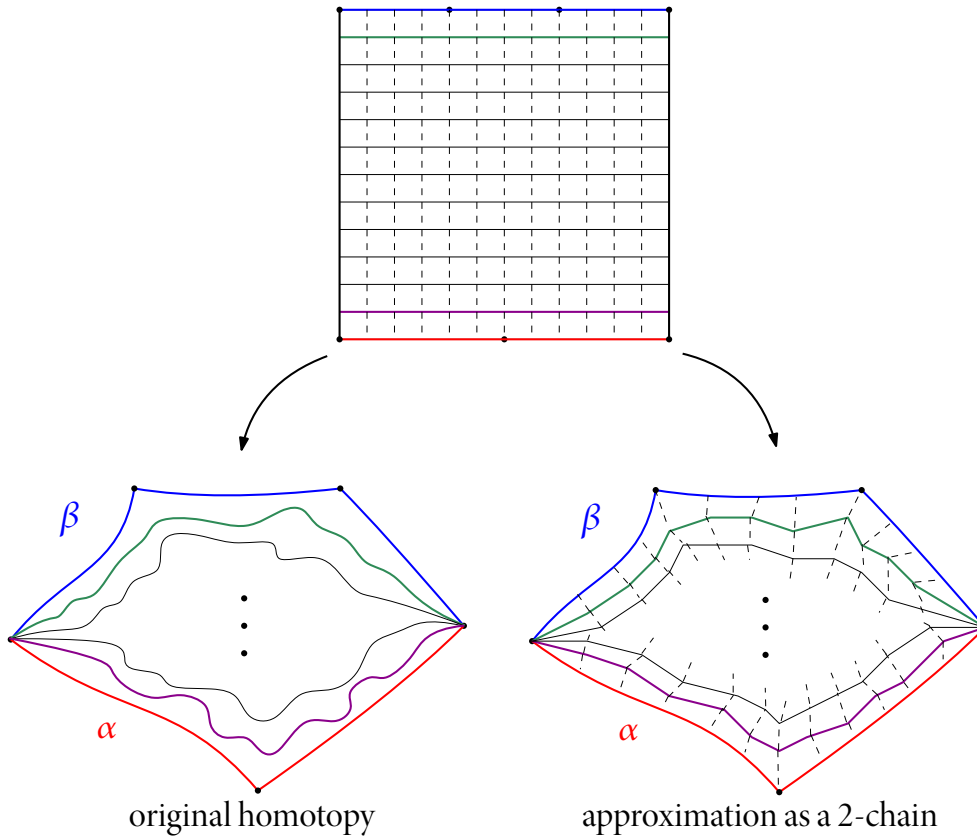 β
β
α
α
original homotopy
approximation as a 2-chain